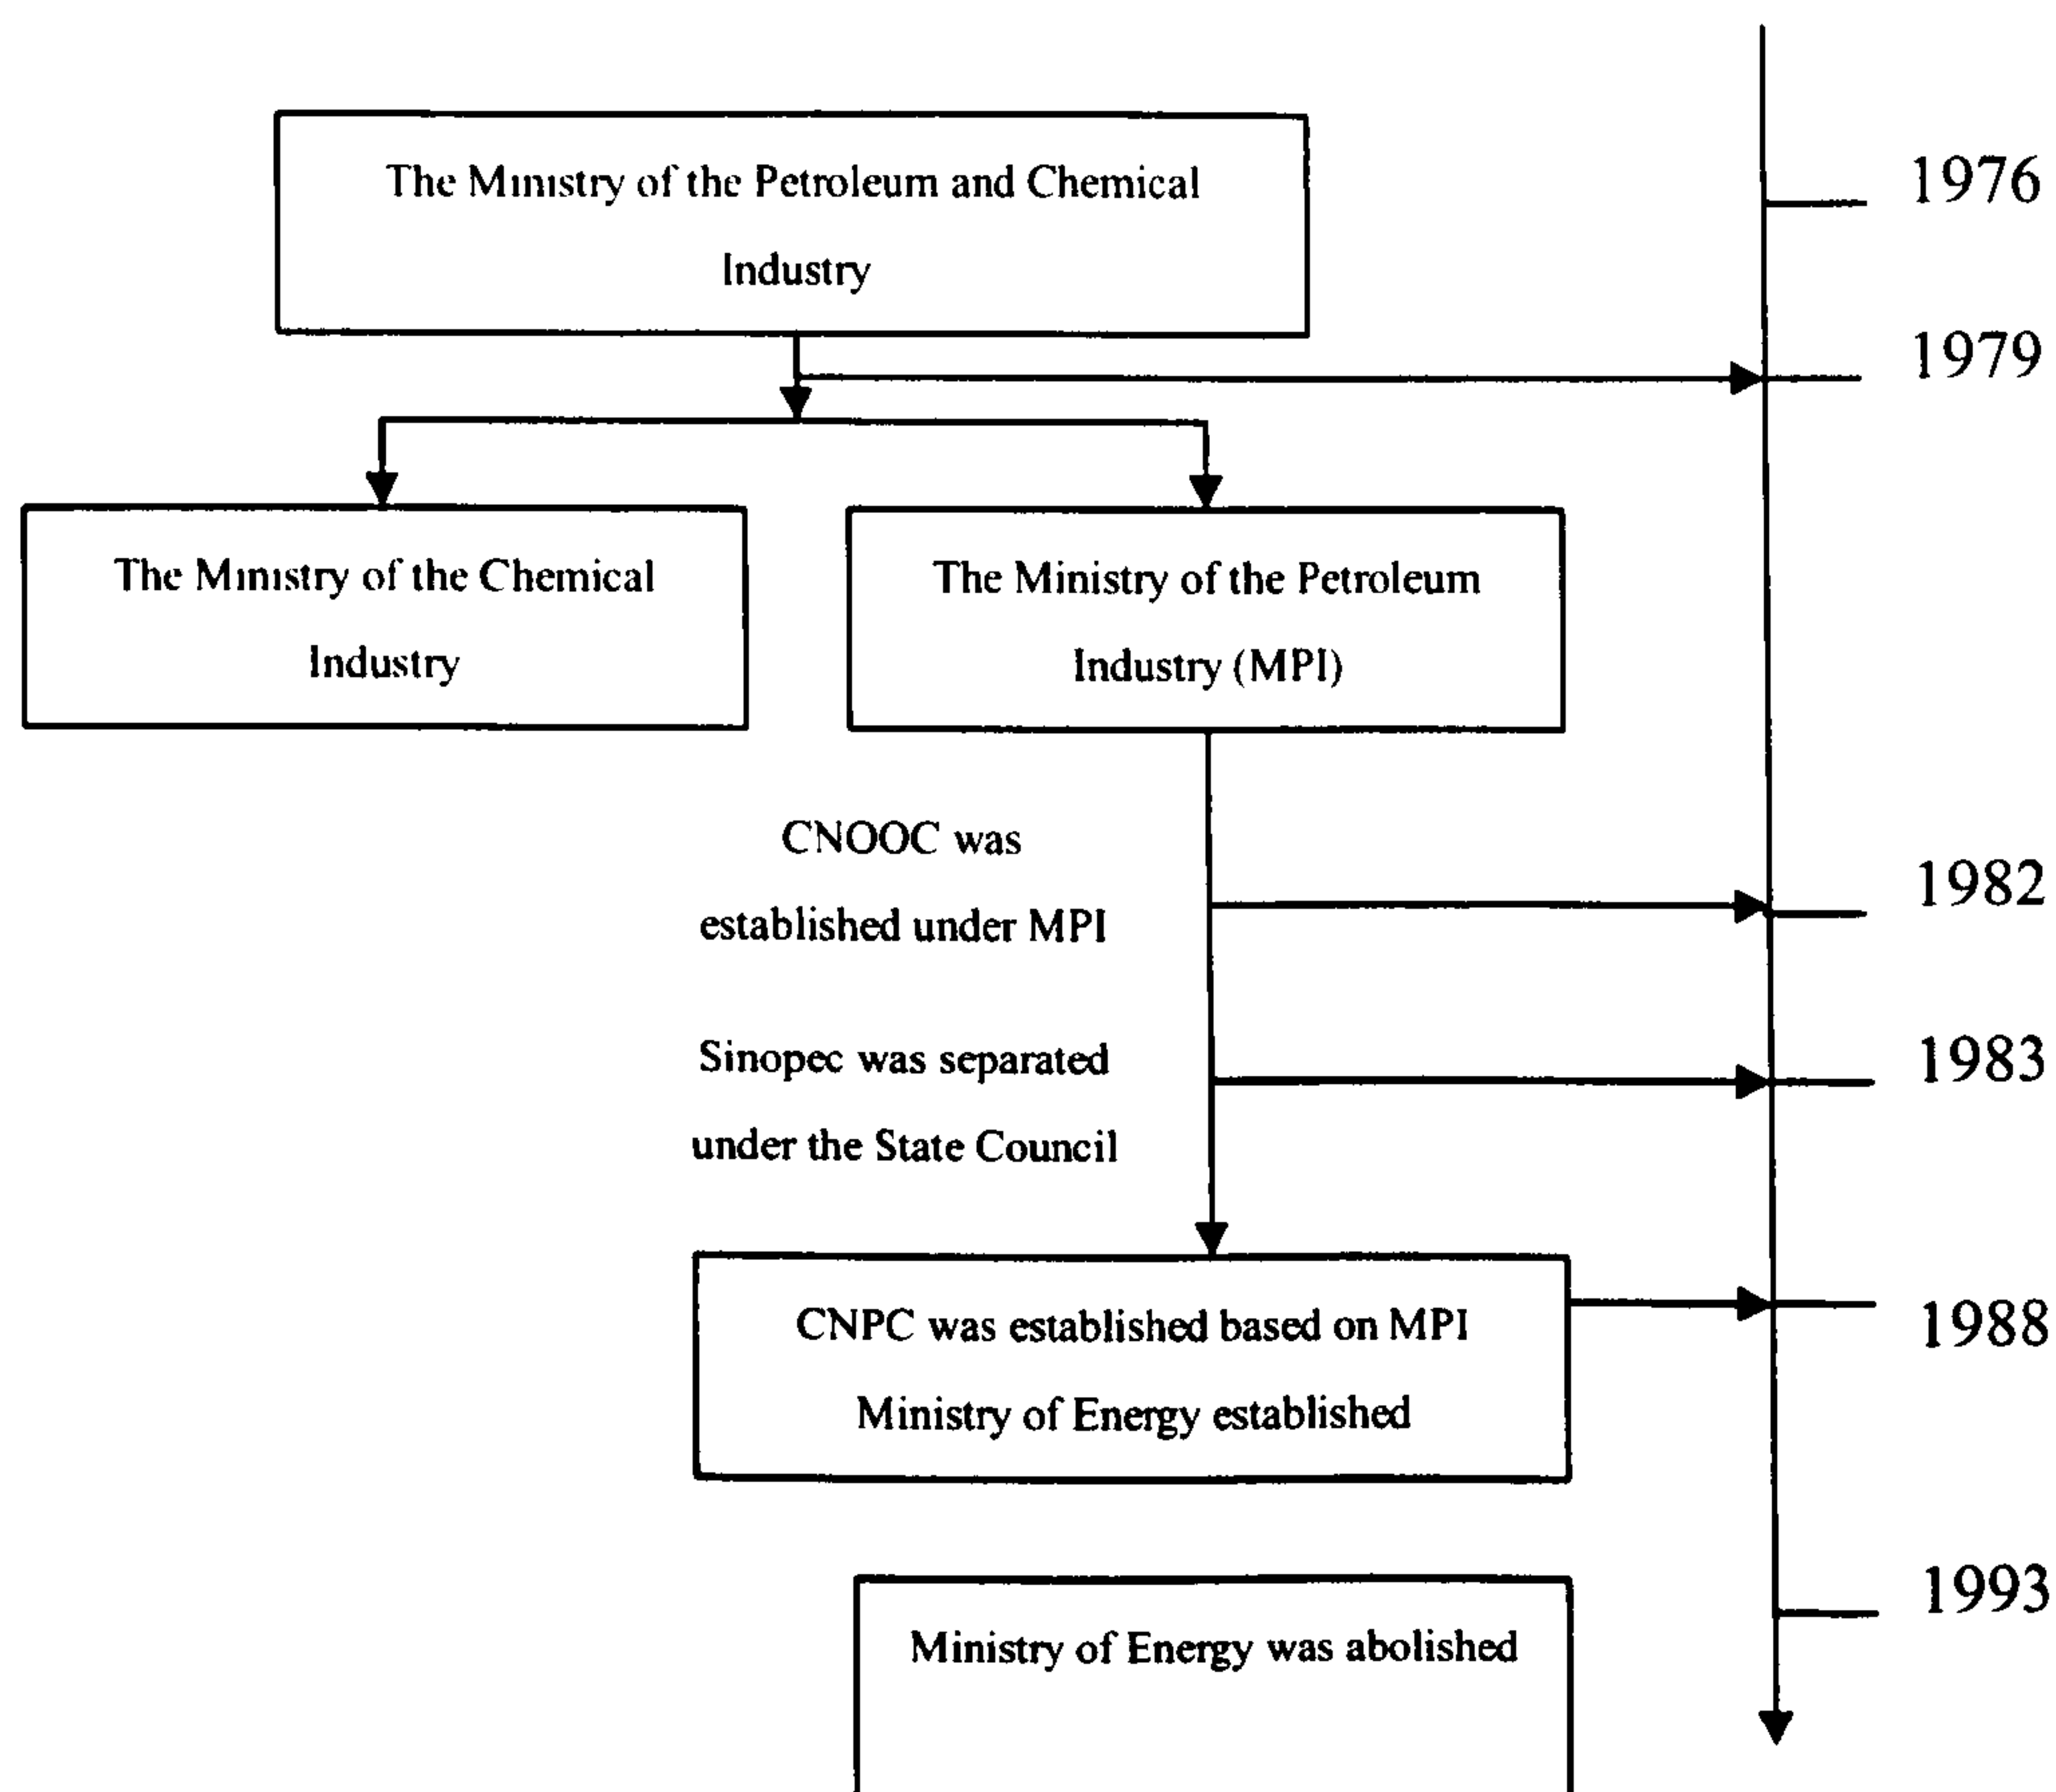 The Ministry of the Petroleum and Chemical
Industry
1976
1979
The Ministry of the Chemical
Industry
The Ministry of the Petroleum
Industry (MPI)
CNOOC was
established under MPI
1982
Sinopec was separated
under the State Council
1983
CNPC was established based on MPI
Ministry of Energy established
1988
1993
Ministry of Energy was abolished